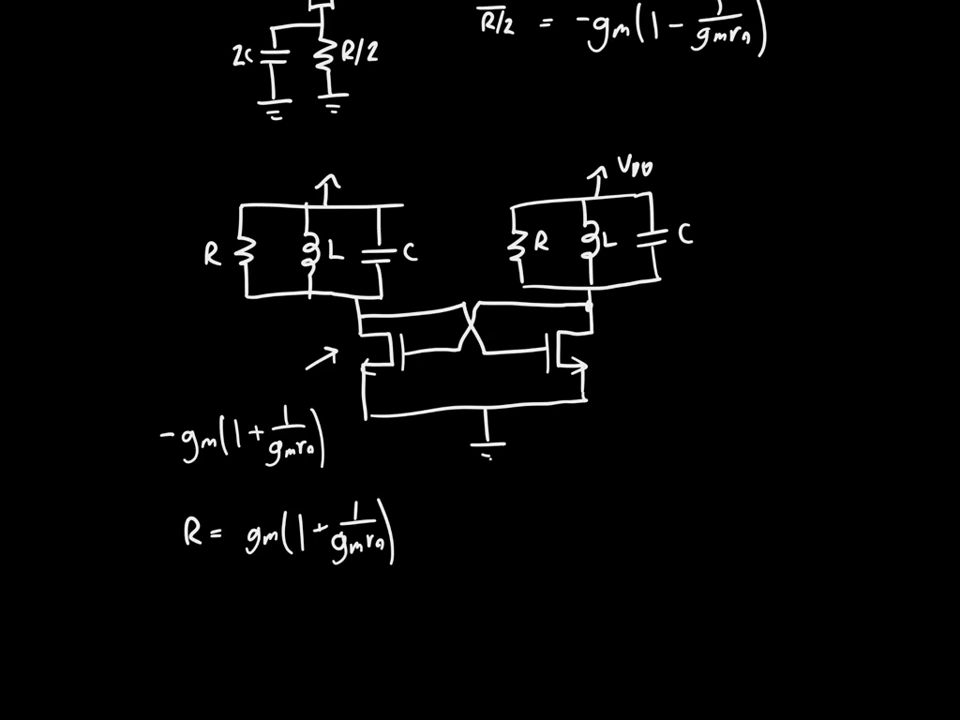 R/2 = -gm(1 - 1/gmro)
2C R/2
VDD
R L C R L C
-gm(1 + 1/gmro)
R = gm(1 + 1/gmro)